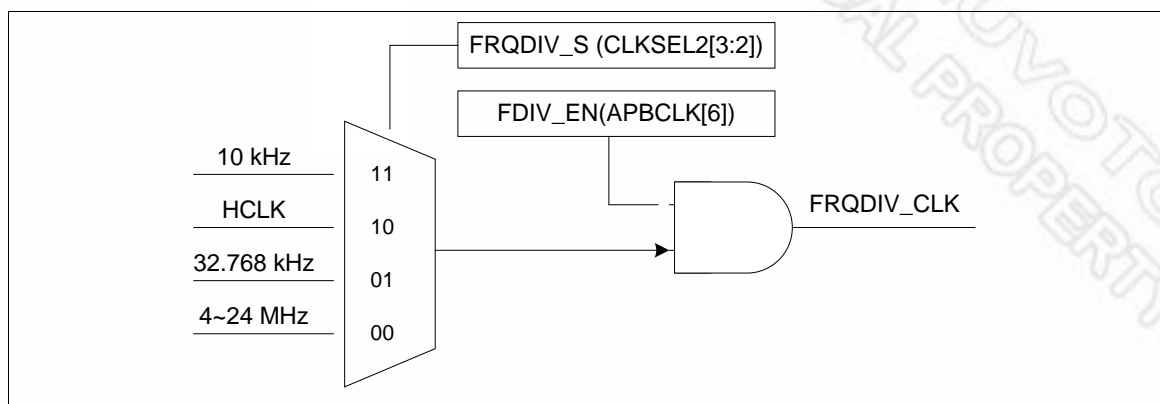 FRQDIV_S (CLKSEL2[3:2])
FDIV_EN(APBCLK[6])
10 kHz
11
HCLK
10
32.768 kHz
01
4~24 MHz
00
FRQDIV_CLK